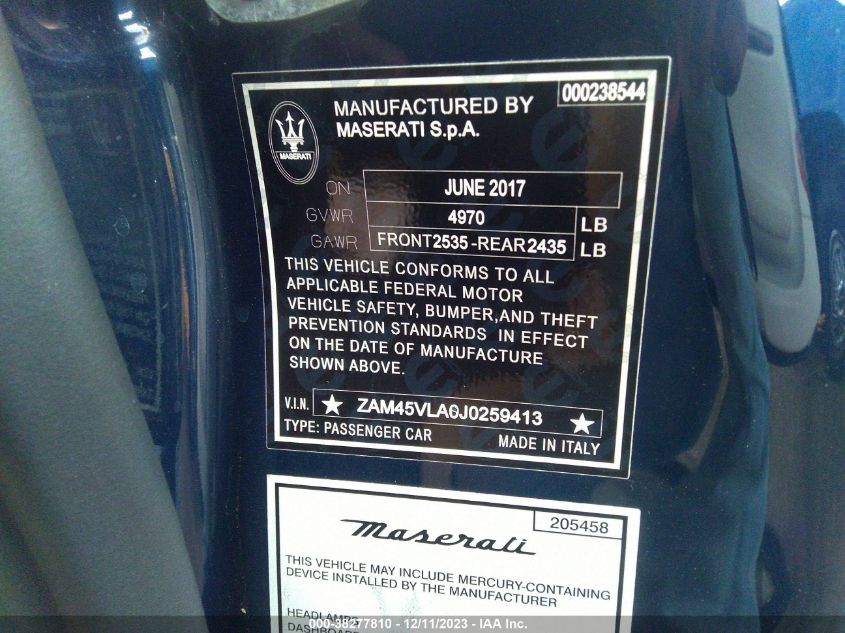 000238544
MANUFACTURED BY
MASERATI S.p.A.
MASERATI
ON JUNE 2017
GVWR 4970 LB
GAWR FRONT2535-REAR2435 LB
THIS VEHICLE CONFORMS TO ALL
APPLICABLE FEDERAL MOTOR
VEHICLE SAFETY, BUMPER,AND THEFT
PREVENTION STANDARDS IN EFFECT
ON THE DATE OF MANUFACTURE
SHOWN ABOVE.
V.I.N. ★ ZAM45VLA6J0259413 ★
TYPE: PASSENGER CAR MADE IN ITALY
205458
Maserati
THIS VEHICLE MAY INCLUDE MERCURY-CONTAINING
DEVICE INSTALLED BY THE MANUFACTURER
HEADLAMPS
DASHBOARD
000-38277810 - 12/11/2023 - IAA Inc.